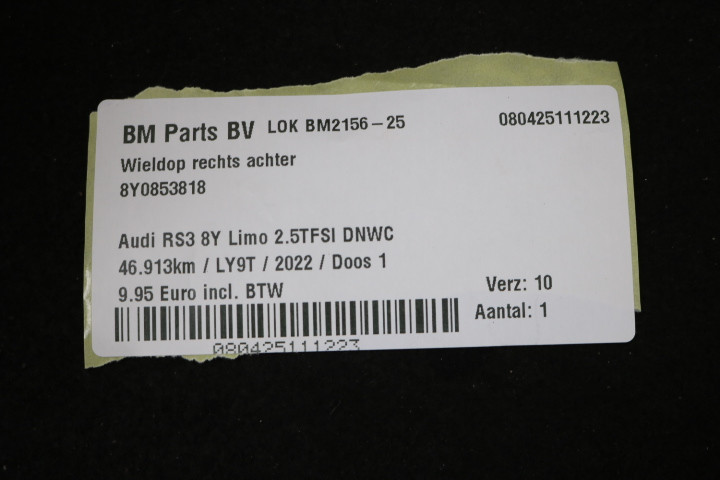 BM Parts BV LOK BM2156-25 080425111223
Wieldop rechts achter
8Y0853818
Audi RS3 8Y Limo 2.5TFSI DNWC
46.913km / LY9T / 2022 / Doos 1
9.95 Euro incl. BTW
Verz: 10
Aantal: 1
080425111223